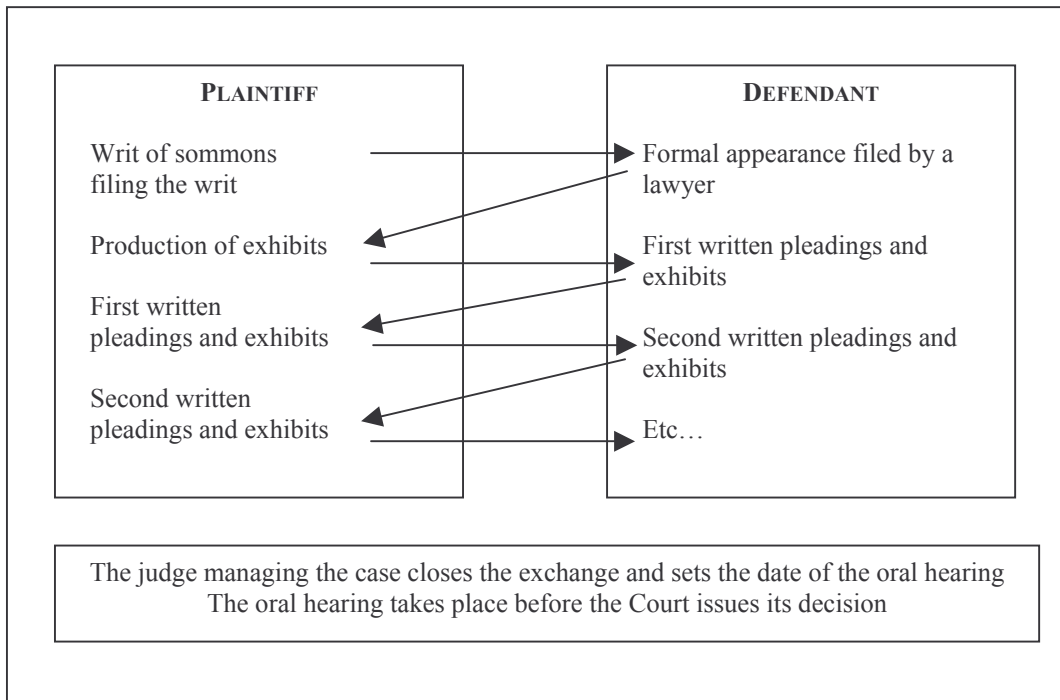 PLAINTIFF
Writ of sommons
filing the writ
Production of exhibits
First written
pleadings and exhibits
Second written
pleadings and exhibits
DEFENDANT
Formal appearance filed by a
lawyer
First written pleadings and
exhibits
Second written pleadings and
exhibits
Etc…
The judge managing the case closes the exchange and sets the date of the oral hearing
The oral hearing takes place before the Court issues its decision